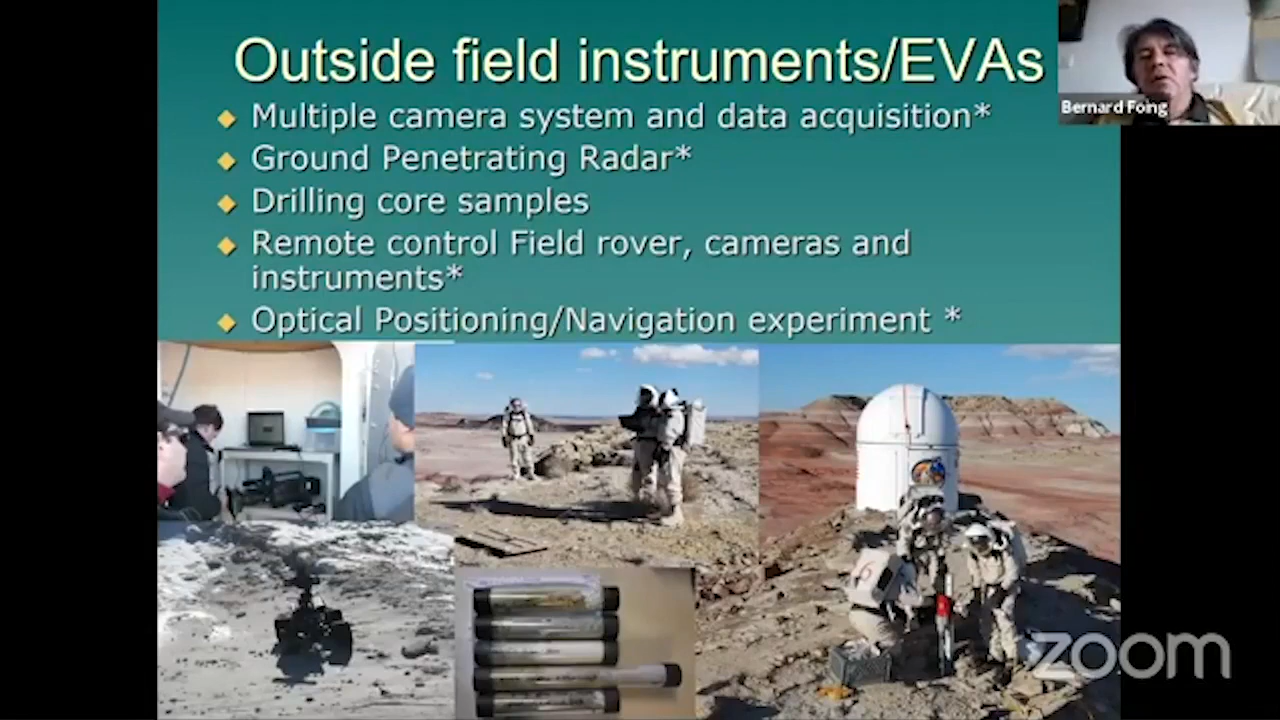 Outside field instruments/EVAs
Multiple camera system and data acquisition*
Ground Penetrating Radar*
Drilling core samples
Remote control Field rover, cameras and
instruments*
Optical Positioning/Navigation experiment *
Bernard Foing
6
zoom